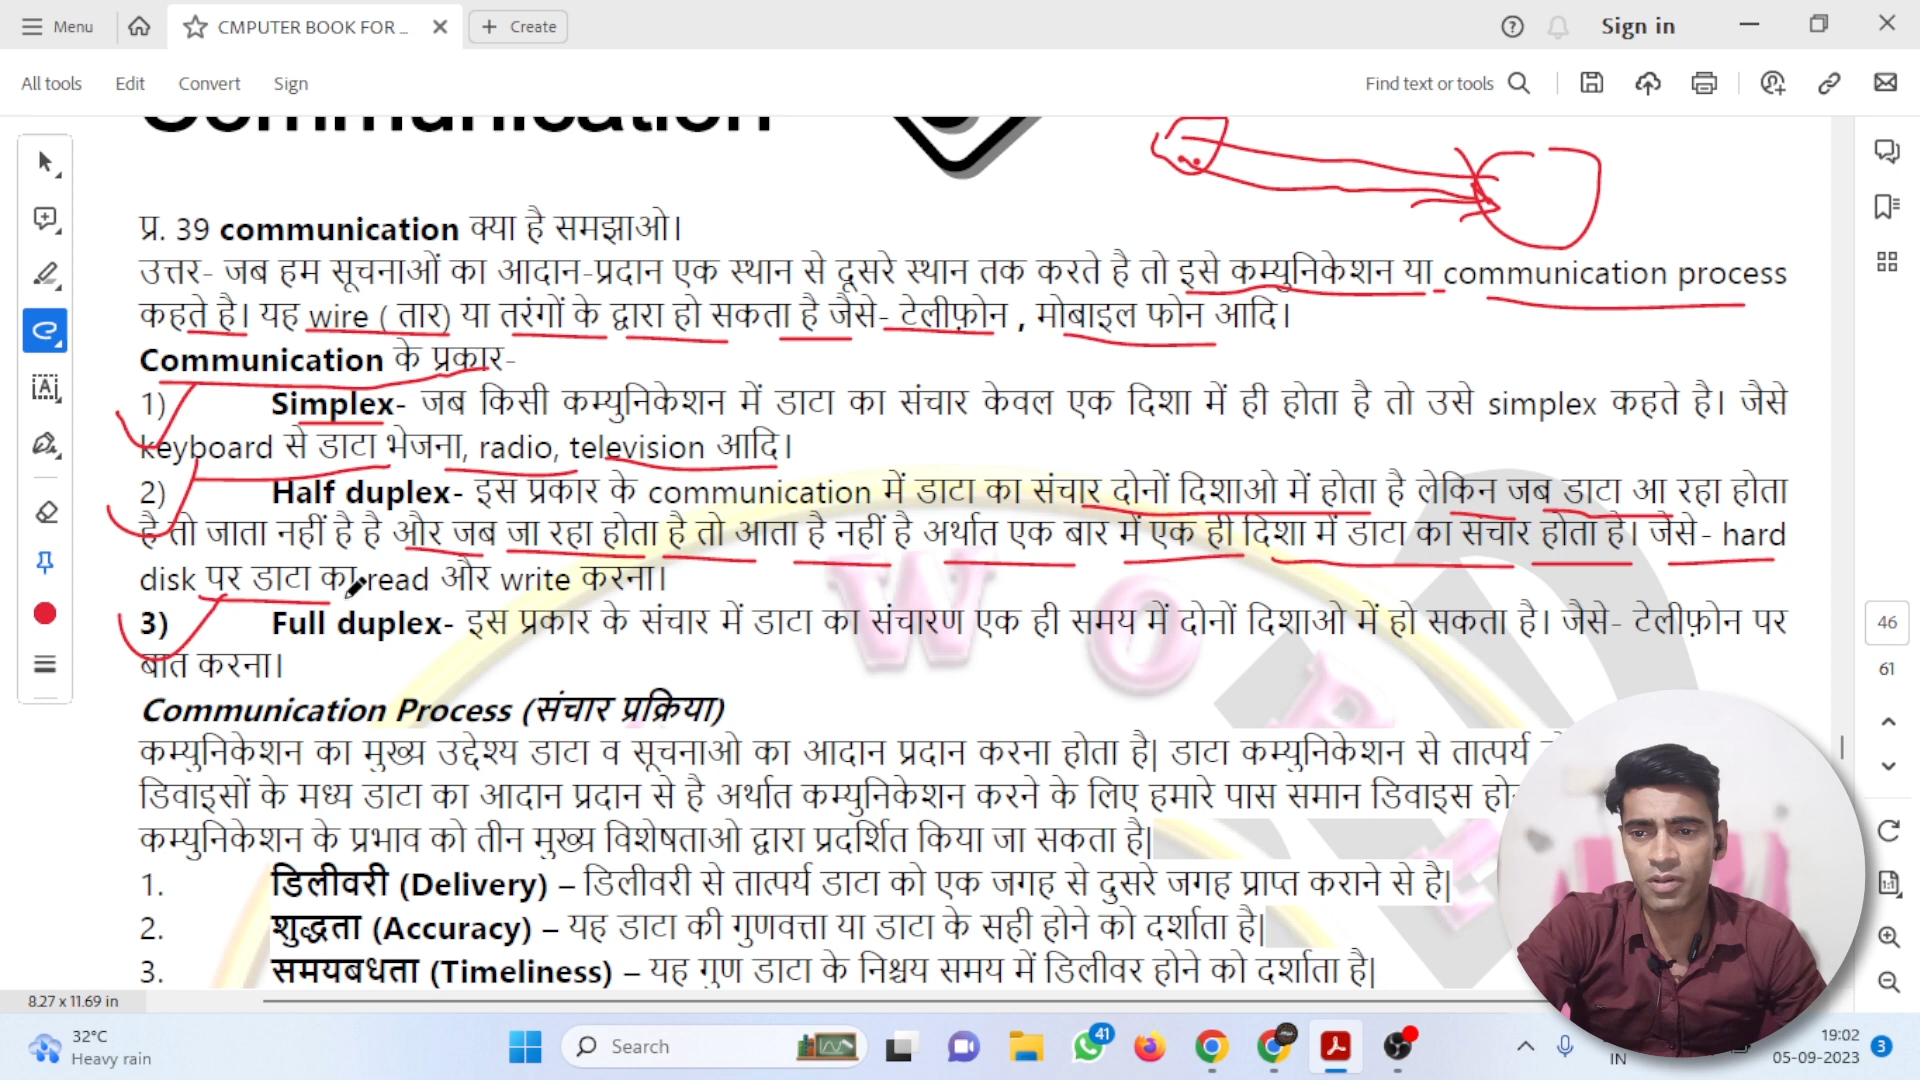 Menu
CMPUTER BOOK FOR ...
Create
Sign in
All tools Edit Convert Sign
Find text or tools
Communication
प्र. 39 communication क्या है समझाओ।
उत्तर- जब हम सूचनाओं का आदान-प्रदान एक स्थान से दूसरे स्थान तक करते है तो इसे कम्युनिकेशन या communication process
कहते है। यह wire ( तार) या तरंगों के द्वारा हो सकता है जैसे- टेलीफ़ोन , मोबाइल फोन आदि।
Communication के प्रकार-
1) Simplex- जब किसी कम्युनिकेशन में डाटा का संचार केवल एक दिशा में ही होता है तो उसे simplex कहते है। जैसे
keyboard से डाटा भेजना, radio, television आदि।
2) Half duplex- इस प्रकार के communication में डाटा का संचार दोनों दिशाओ में होता है लेकिन जब डाटा आ रहा होता
है तो जाता नहीं है है और जब जा रहा होता है तो आता है नहीं है अर्थात एक बार में एक ही दिशा में डाटा का संचार होता है। जेसे- hard
disk पर डाटा का read और write करना।
3) Full duplex- इस प्रकार के संचार में डाटा का संचारण एक ही समय में दोनों दिशाओ में हो सकता है। जैसे- टेलीफ़ोन पर
बात करना।
Communication Process (संचार प्रक्रिया)
कम्युनिकेशन का मुख्य उद्देश्य डाटा व सूचनाओ का आदान प्रदान करना होता है| डाटा कम्युनिकेशन से तात्पर्य
डिवाइसों के मध्य डाटा का आदान प्रदान से है अर्थात कम्युनिकेशन करने के लिए हमारे पास समान डिवाइस
कम्युनिकेशन के प्रभाव को तीन मुख्य विशेषताओ द्वारा प्रदर्शित किया जा सकता है|
1. डिलीवरी (Delivery) – डिलीवरी से तात्पर्य डाटा को एक जगह से दुसरे जगह प्राप्त कराने से है|
2. शुद्धता (Accuracy) – यह डाटा की गुणवत्ता या डाटा के सही होने को दर्शाता है|
3. समयबधता (Timeliness) – यह गुण डाटा के निश्चय समय में डिलीवर होने को दर्शाता है|
W O R
46
61
8.27 x 11.69 in
32°C
Heavy rain
Search
41
IN
19:02
05-09-2023
3